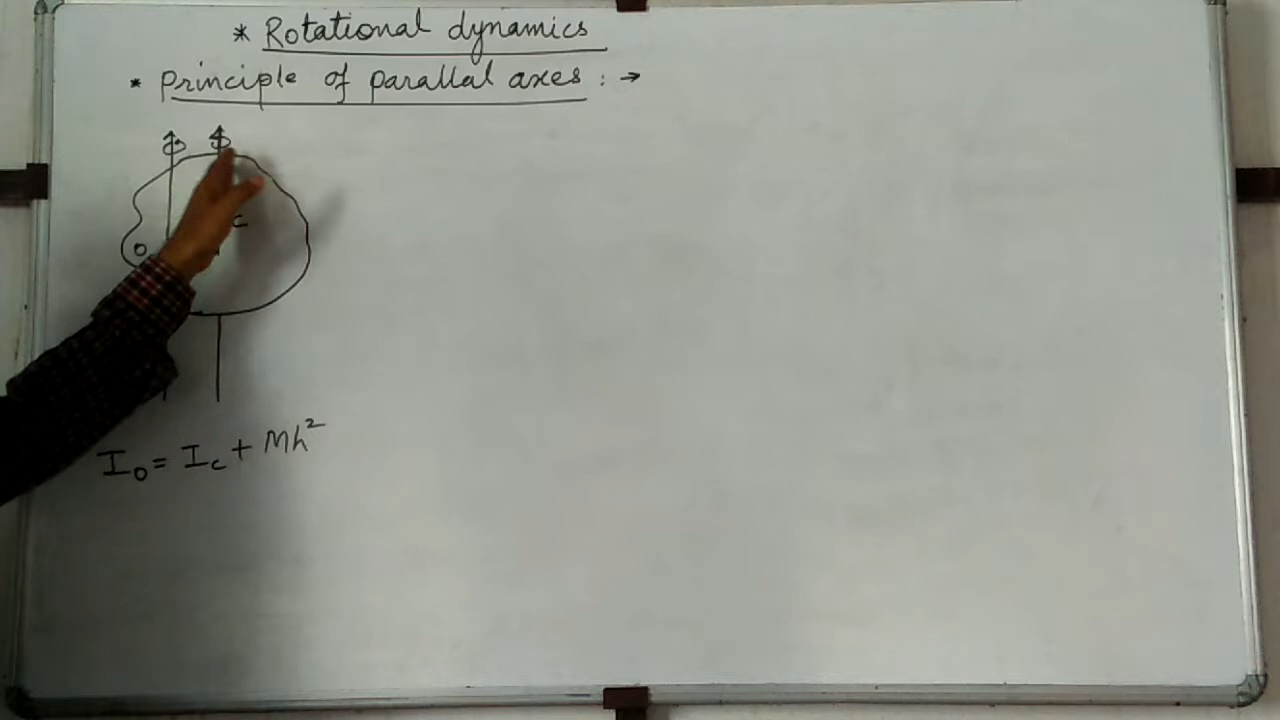 * Rotational dynamics
* Principle of parallal axes : →
C
O
I₀ = I_c + Mh²